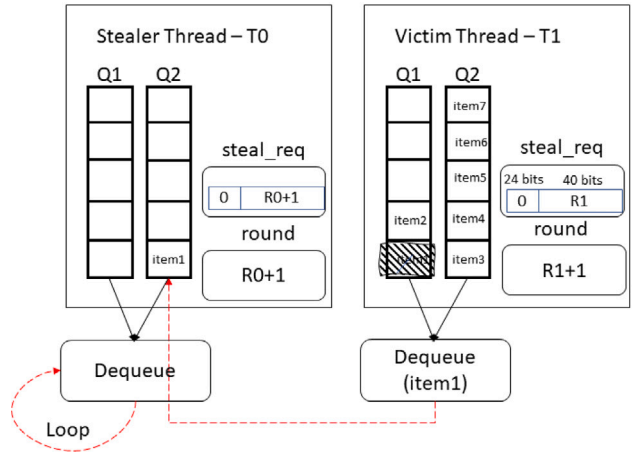 Stealer Thread – T0
Q1 Q2
steal_req
0 R0+1
round
item1
R0+1
Dequeue
Loop
Victim Thread – T1
Q1 Q2
item7
item6
steal_req
item5
24 bits 40 bits
0 R1
item2
item4
round
item1
item3
R1+1
Dequeue
(item1)